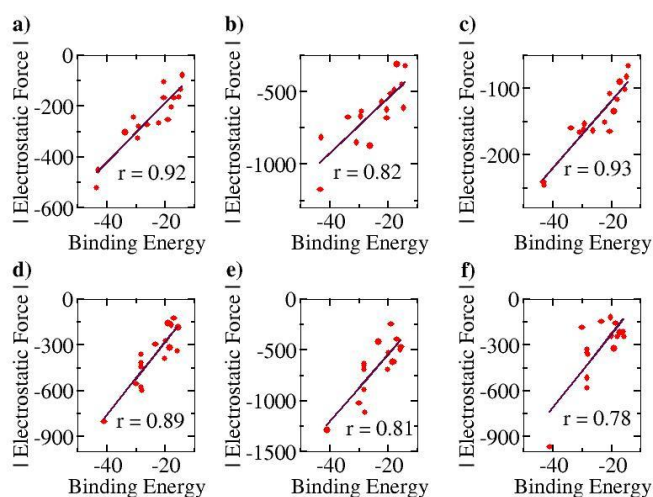 a)
| Electrostatic Force |
0
-200
-400
-600
r = 0.92
-40 -20
Binding Energy
b)
| Electrostatic Force |
-500
-1000
r = 0.82
-40 -20
Binding Energy
c)
| Electrostatic Force |
-100
-200
r = 0.93
-40 -20
Binding Energy
d)
| Electrostatic Force |
0
-300
-600
-900
r = 0.89
-40 -20
Binding Energy
e)
| Electrostatic Force |
0
-500
-1000
-1500
r = 0.81
-40 -20
Binding Energy
f)
| Electrostatic Force |
0
-300
-600
-900
r = 0.78
-40 -20
Binding Energy